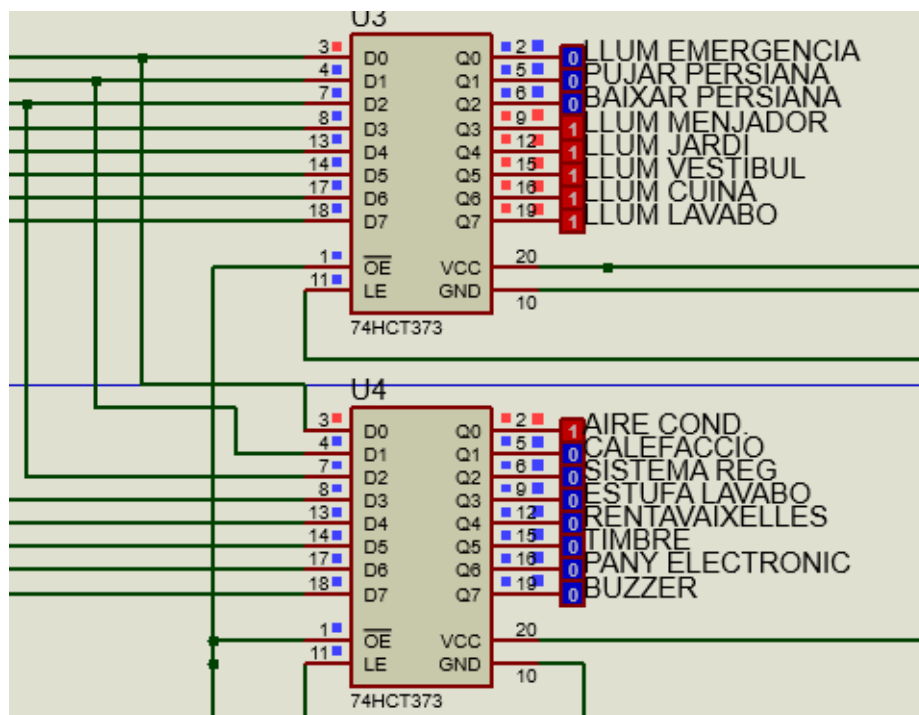 U3
3 D0 Q0 2 0 LLUM EMERGENCIA
4 D1 Q1 5 0 PUJAR PERSIANA
7 D2 Q2 6 0 BAIXAR PERSIANA
8 D3 Q3 9 1 LLUM MENJADOR
13 D4 Q4 12 1 LLUM JARDI
14 D5 Q5 15 1 LLUM VESTIBUL
17 D6 Q6 16 1 LLUM CUINA
18 D7 Q7 19 1 LLUM LAVABO
1 OE VCC 20
11 LE GND 10
74HCT373
U4
3 D0 Q0 2 1 AIRE COND.
4 D1 Q1 5 0 CALEFACCIO
7 D2 Q2 6 0 SISTEMA REG
8 D3 Q3 9 0 ESTUFA LAVABO
13 D4 Q4 12 0 RENTAVAIXELLES
14 D5 Q5 15 0 TIMBRE
17 D6 Q6 16 0 PANY ELECTRONIC
18 D7 Q7 19 0 BUZZER
1 OE VCC 20
11 LE GND 10
74HCT373